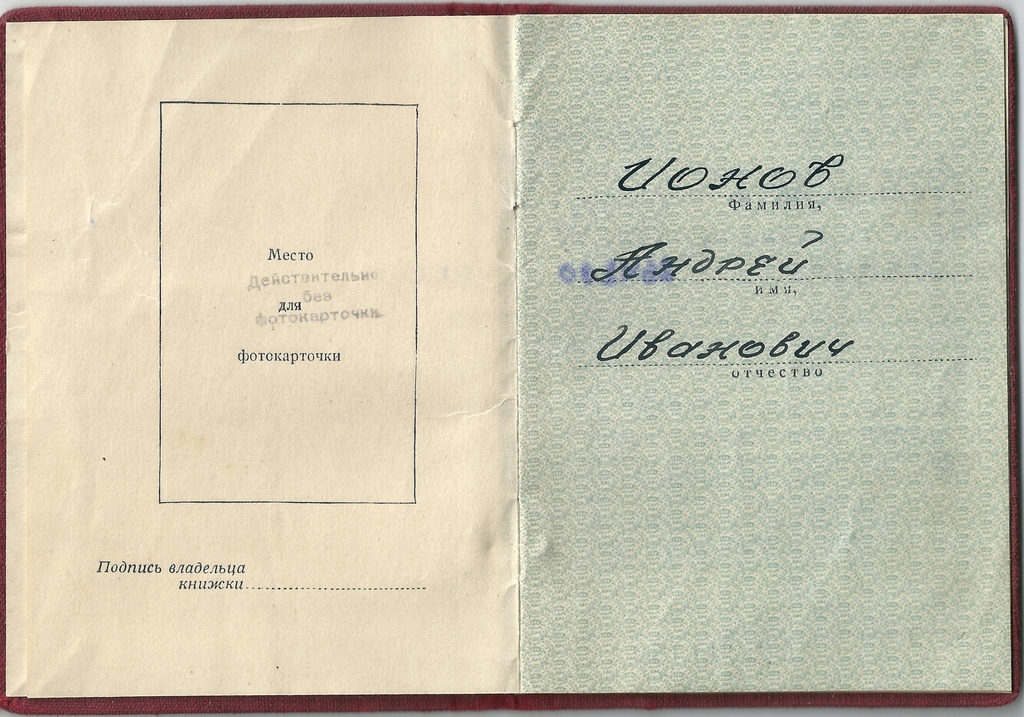 Место
Действительно
без
для
фотокарточки
фотокарточки
Подпись владельца
книжки
Ионов
Фамилия,
Андрей
имя,
Иванович
отчество